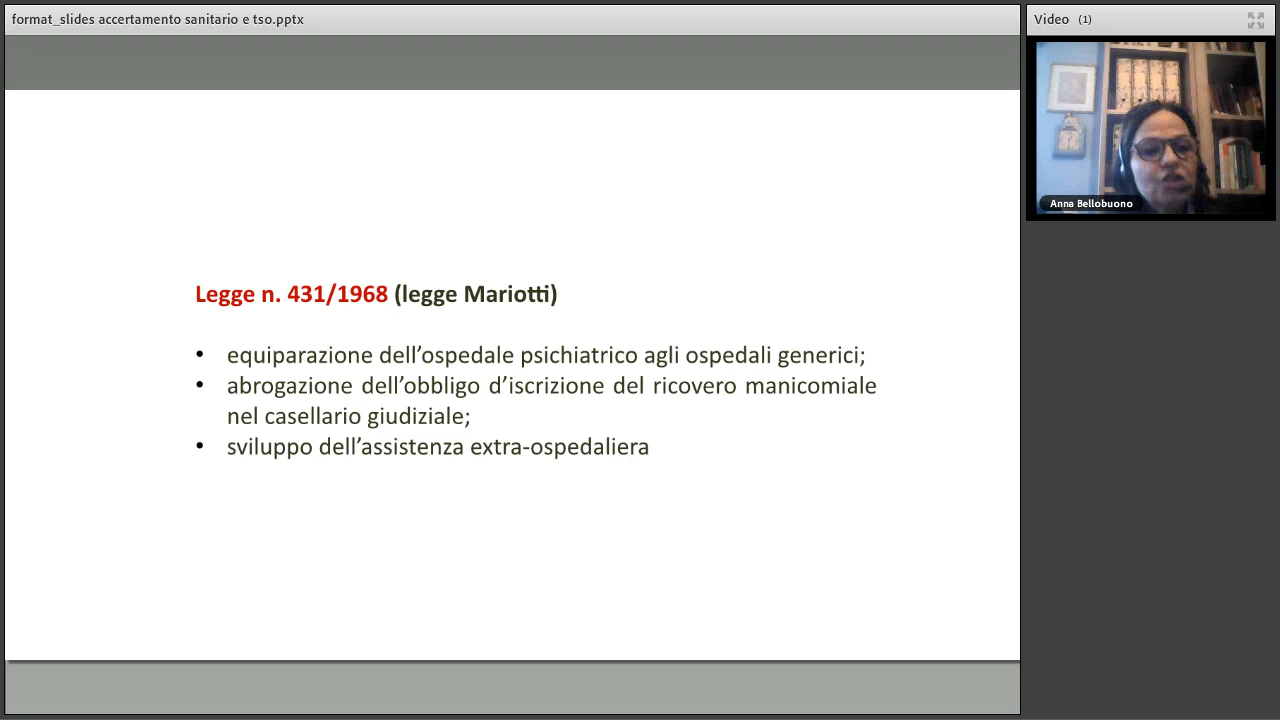 format_slides accertamento sanitario e tso.pptx
Video (1)
Anna Bellobuono
Legge n. 431/1968 (legge Mariotti)
• equiparazione dell’ospedale psichiatrico agli ospedali generici;
• abrogazione dell’obbligo d’iscrizione del ricovero manicomiale
nel casellario giudiziale;
• sviluppo dell’assistenza extra-ospedaliera